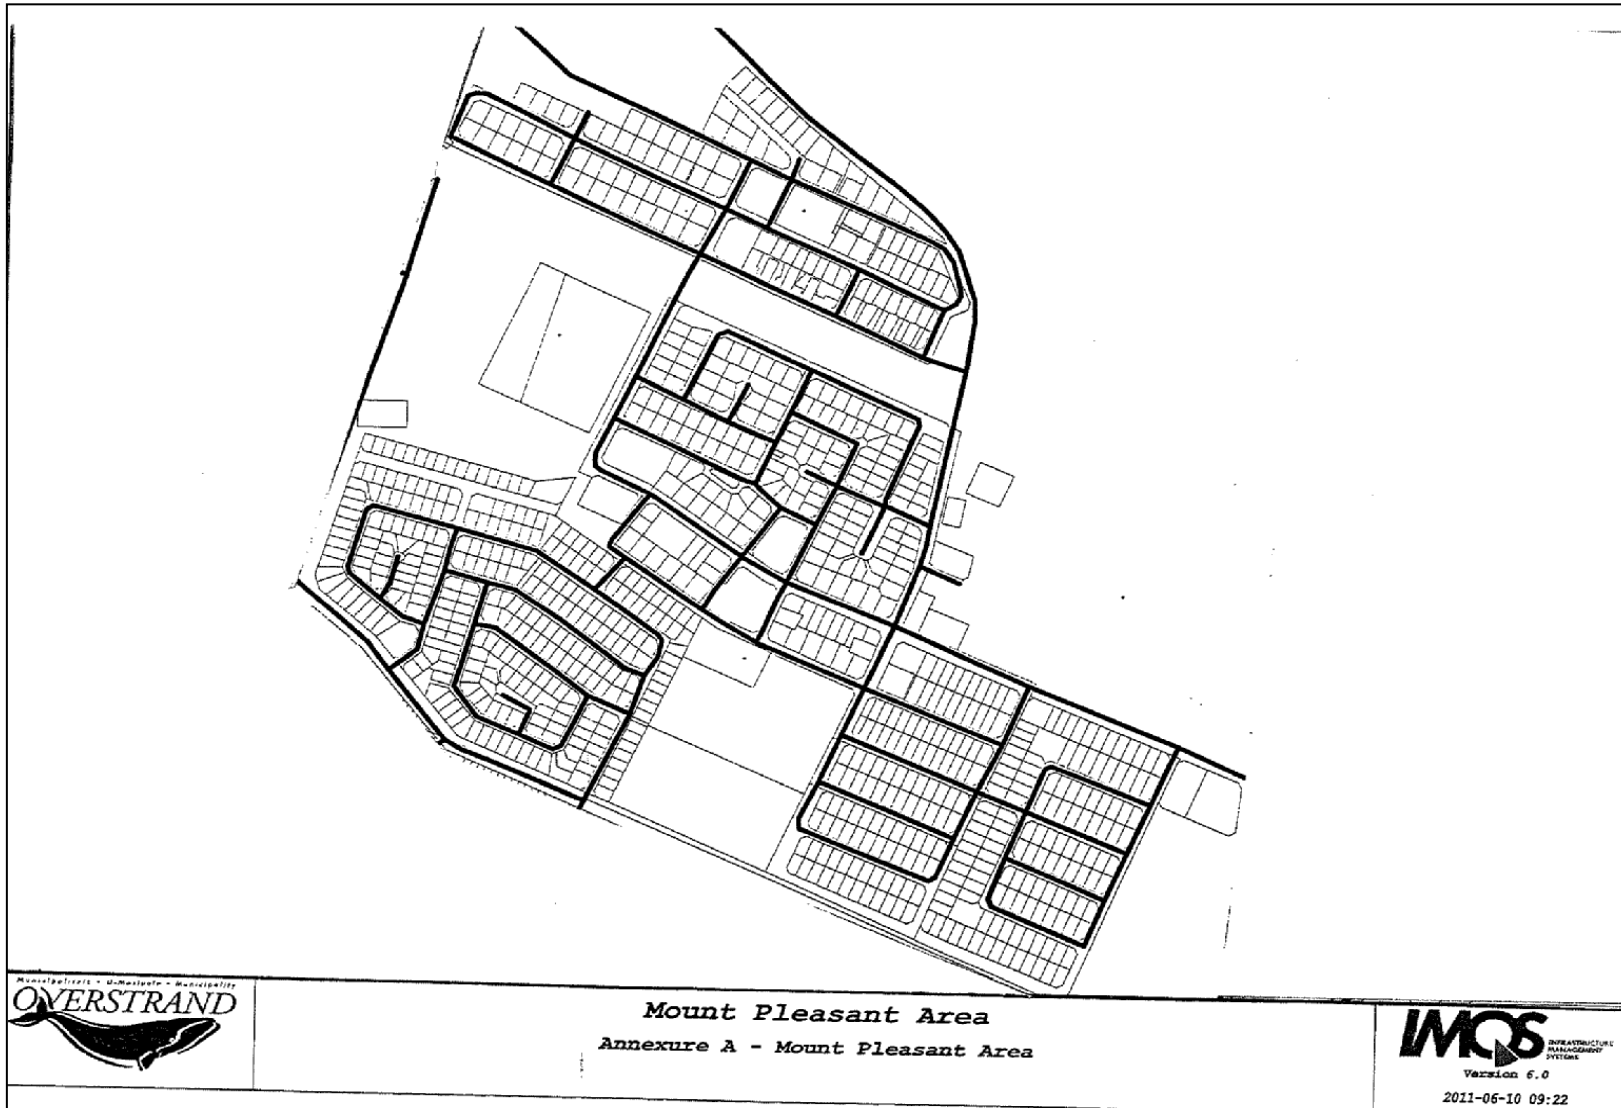 Munisipaliteit • U-Masipala • Municipality
OVERSTRAND
Mount Pleasant Area
Annexure A - Mount Pleasant Area
IMQS
INFRASTRUCTURE
MANAGEMENT
SYSTEMS
Version 6.0
2011-06-10 09:22